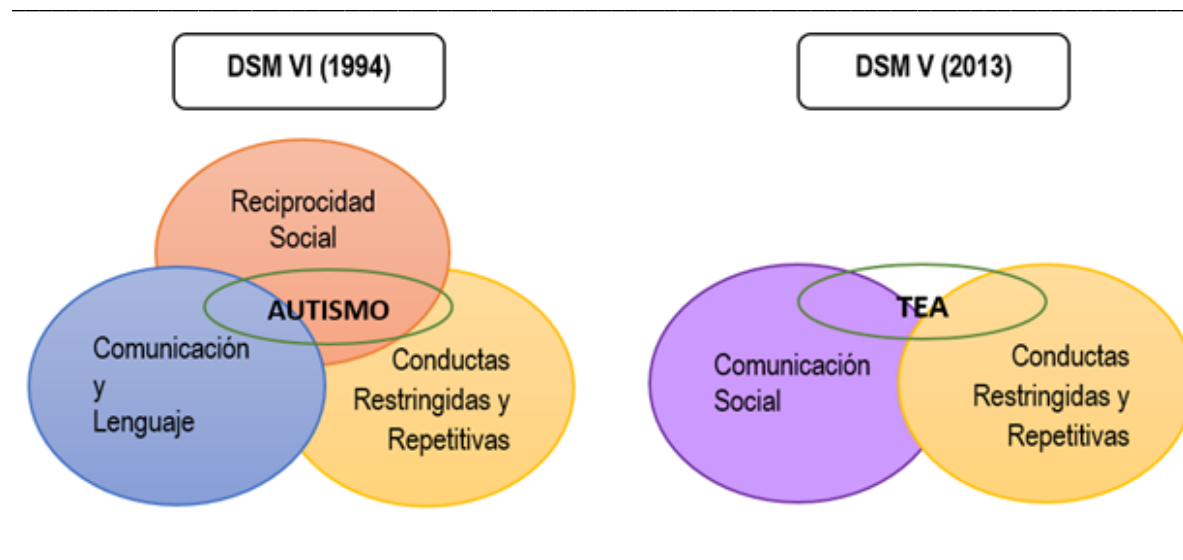 DSM VI (1994)
Reciprocidad
Social
AUTISMO
Comunicación
y
Lenguaje
Conductas
Restringidas y
Repetitivas
DSM V (2013)
TEA
Comunicación
Social
Conductas
Restringidas y
Repetitivas